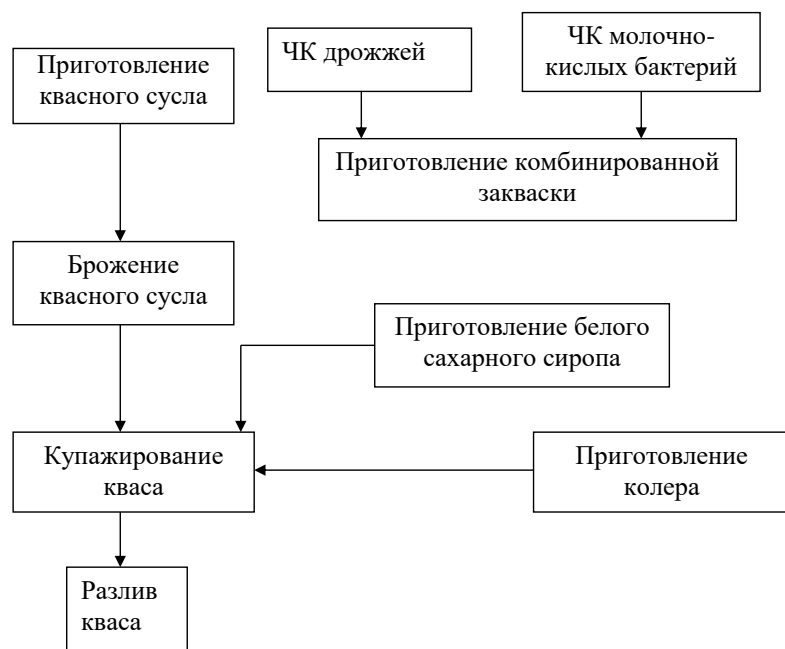 Приготовление
квасного сусла
ЧК дрожжей
ЧК молочно-
кислых бактерий
Приготовление комбинированной
закваски
Брожение
квасного сусла
Приготовление белого
сахарного сиропа
Купажирование
кваса
Приготовление
колера
Разлив
кваса